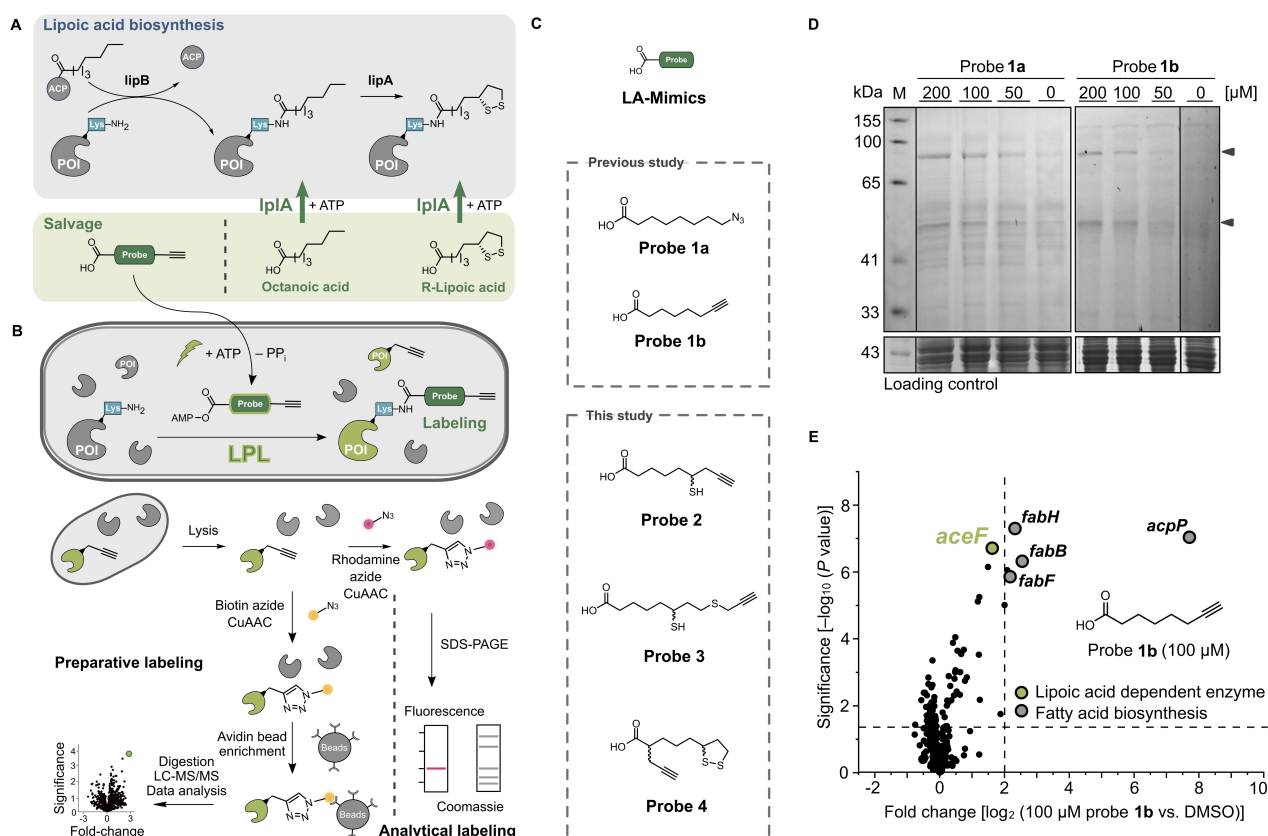 A
Lipoic acid biosynthesis
O
ACP
3
lipB
ACP
lipA
Lys
NH2
POI
O
3
Lys
NH
POI
O
3
S
S
Lys
NH
POI
lplA
+ ATP
lplA
+ ATP
Salvage
O
HO
Probe
O
HO
3
Octanoic acid
O
HO
3
S
S
R-Lipoic acid
B
+ ATP
– PPi
POI
POI
Lys
NH2
POI
O
AMP
O
Probe
O
Lys
NH
Probe
Labeling
POI
LPL
Lysis
N3
Rhodamine
azide
CuAAC
N
N=N
Biotin azide
CuAAC
N3
SDS-PAGE
Preparative labeling
N
N=N
Fluorescence
Avidin bead
enrichment
Beads
Digestion
LC-MS/MS
Data analysis
N
N=N
Beads
Coomassie
Analytical labeling
Significance
4
3
2
1
0
-3 0 3
Fold-change
C
O
HO
Probe
LA-Mimics
Previous study
O
HO
N3
Probe 1a
O
HO
Probe 1b
This study
O
HO
SH
Probe 2
O
HO
S
SH
Probe 3
O
HO
S–S
Probe 4
D
Probe 1a Probe 1b
kDa M 200 100 50 0 200 100 50 0 [µM]
155
100
65
41
33
43
Loading control
E
Significance [–log10 (P value)]
8
6
4
2
0
aceF
fabH
fabB
fabF
acpP
O
HO
Probe 1b (100 µM)
Lipoic acid dependent enzyme
Fatty acid biosynthesis
-2 0 2 4 6 8 10
Fold change [log2 (100 µM probe 1b vs. DMSO)]